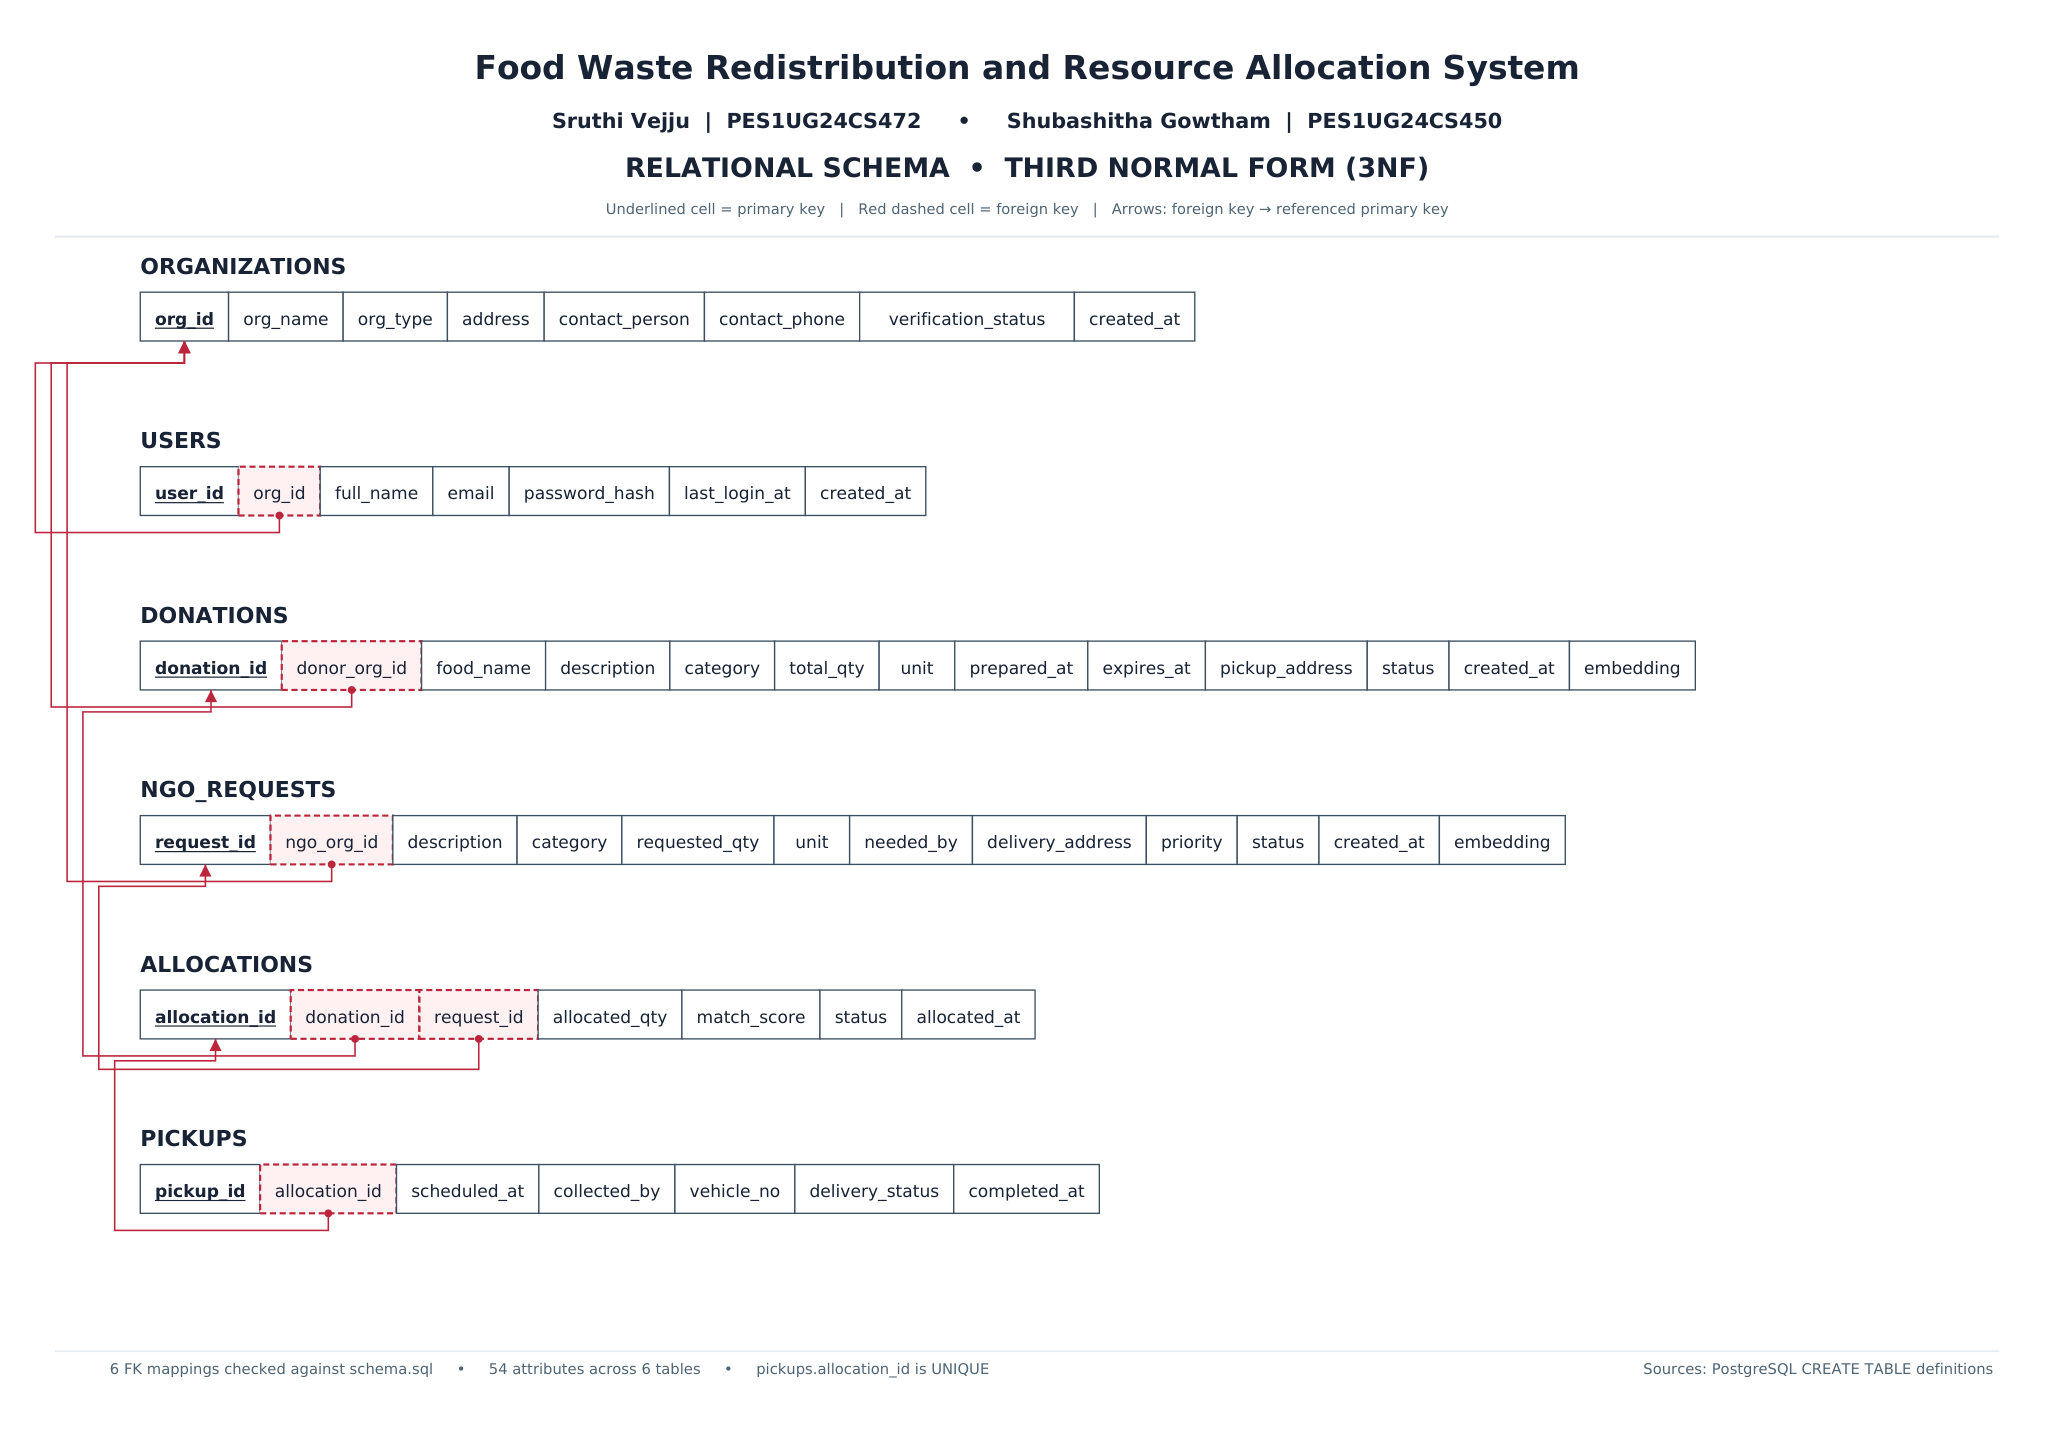 Food Waste Redistribution and Resource Allocation System
Sruthi Vejju | PES1UG24CS472 • Shubashitha Gowtham | PES1UG24CS450
RELATIONAL SCHEMA • THIRD NORMAL FORM (3NF)
Underlined cell = primary key | Red dashed cell = foreign key | Arrows: foreign key → referenced primary key
ORGANIZATIONS
org_id org_name org_type address contact_person contact_phone verification_status created_at
USERS
user_id org_id full_name email password_hash last_login_at created_at
DONATIONS
donation_id donor_org_id food_name description category total_qty unit prepared_at expires_at pickup_address status created_at embedding
NGO_REQUESTS
request_id ngo_org_id description category requested_qty unit needed_by delivery_address priority status created_at embedding
ALLOCATIONS
allocation_id donation_id request_id allocated_qty match_score status allocated_at
PICKUPS
pickup_id allocation_id scheduled_at collected_by vehicle_no delivery_status completed_at
6 FK mappings checked against schema.sql • 54 attributes across 6 tables • pickups.allocation_id is UNIQUE Sources: PostgreSQL CREATE TABLE definitions